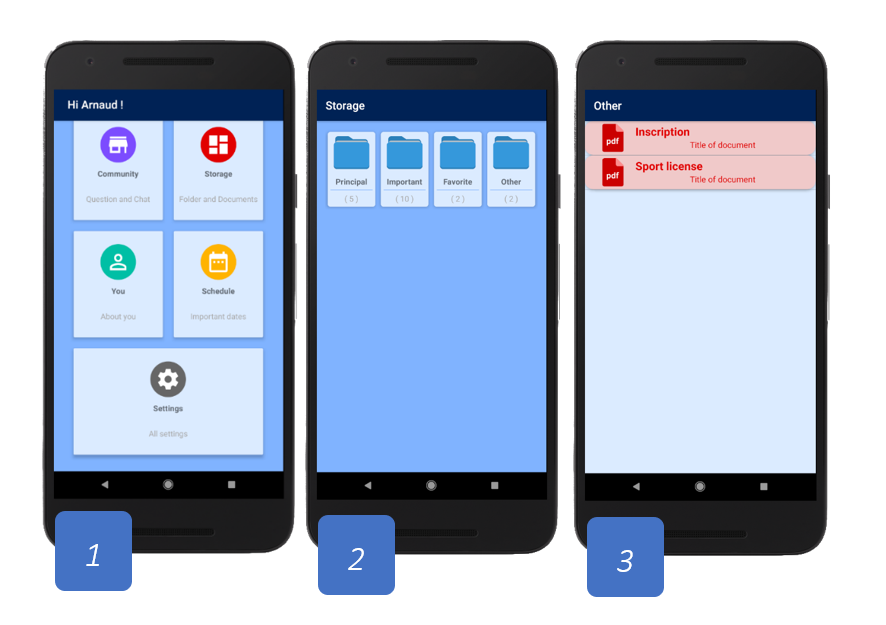 Hi Arnaud !
Community
Storage
Question and Chat
Folder and Documents
You
Schedule
About you
Important dates
Settings
All settings
1
Storage
Principal
Important
Favorite
Other
( 5 )
( 10 )
( 2 )
( 2 )
2
Other
pdf
Inscription
Title of document
pdf
Sport license
Title of document
3